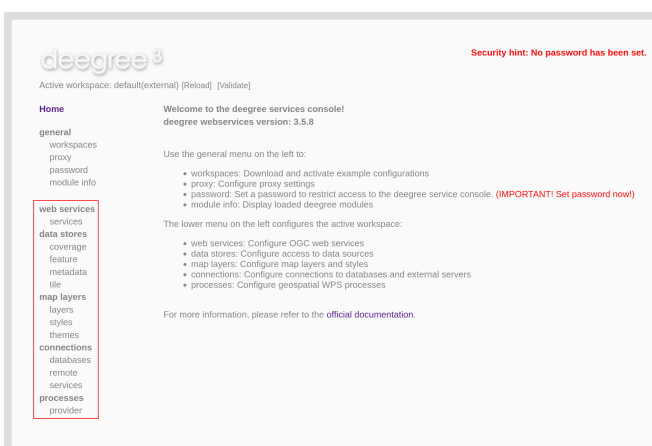 deegree 3
Security hint: No password has been set.
Active workspace: default(external) [Reload] [Validate]
Home
general
workspaces
proxy
password
module info
web services
services
data stores
coverage
feature
metadata
tile
map layers
layers
styles
themes
connections
databases
remote
services
processes
provider
Welcome to the deegree services console!
deegree webservices version: 3.5.8
Use the general menu on the left to:
• workspaces: Download and activate example configurations
• proxy: Configure proxy settings
• password: Set a password to restrict access to the deegree service console. (IMPORTANT! Set password now!)
• module info: Display loaded deegree modules
The lower menu on the left configures the active workspace:
• web services: Configure OGC web services
• data stores: Configure access to data sources
• map layers: Configure map layers and styles
• connections: Configure connections to databases and external servers
• processes: Configure geospatial WPS processes
For more information, please refer to the official documentation.